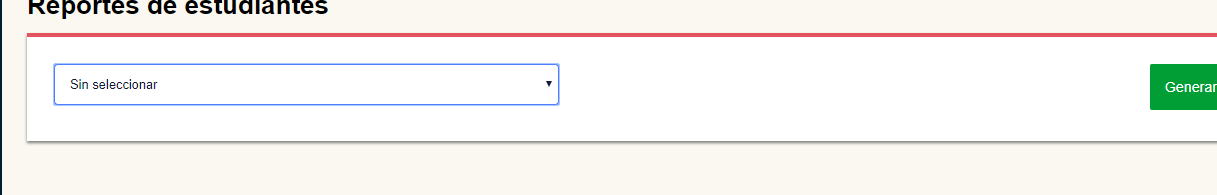 Reportes de estudiantes
Sin seleccionar
Generar